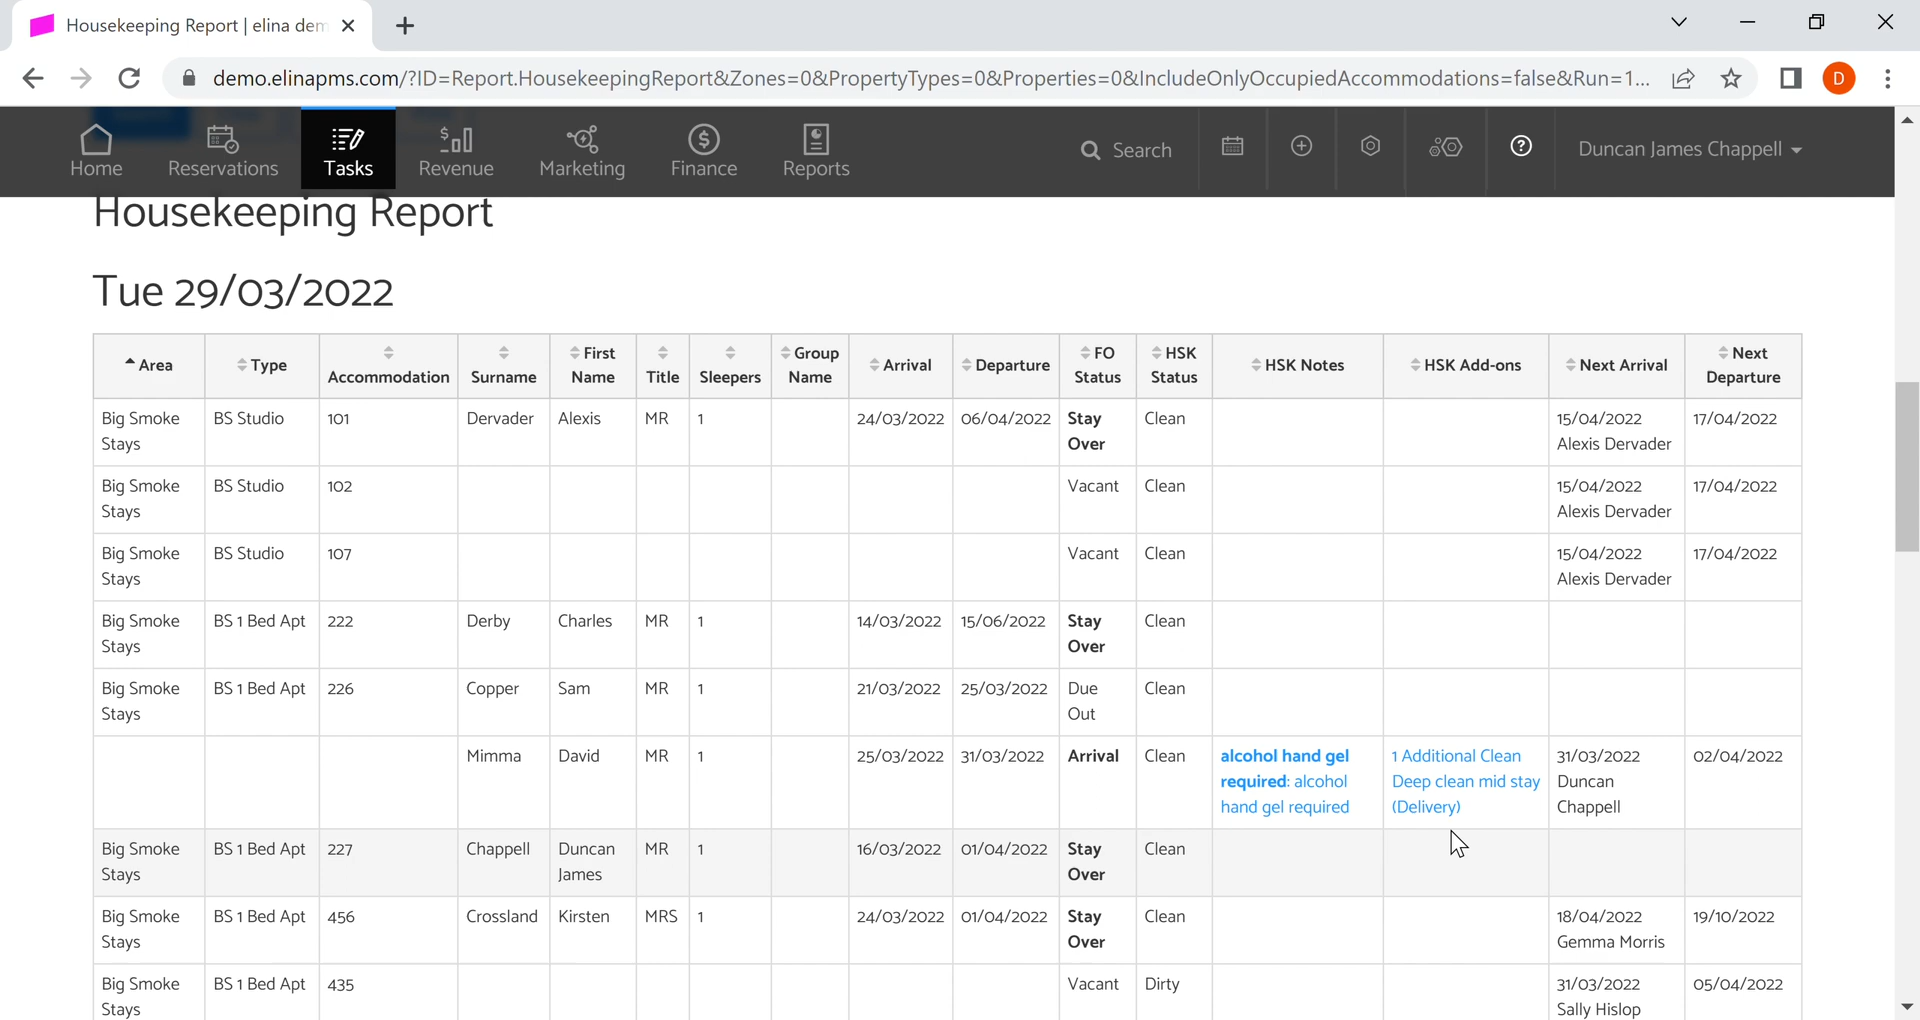 Housekeeping Report | elina dem
demo.elinapms.com/?ID=Report.HousekeepingReport&Zones=0&PropertyTypes=0&Properties=0&IncludeOnlyOccupiedAccommodations=false&Run=1...
D
Home Reservations Tasks Revenue Marketing Finance Reports Search Duncan James Chappell
Housekeeping Report
Tue 29/03/2022
Area Type Accommodation Surname First Name Title Sleepers Group Name Arrival Departure FO Status HSK Status HSK Notes HSK Add-ons Next Arrival Next Departure
Big Smoke Stays BS Studio 101 Dervader Alexis MR 1 24/03/2022 06/04/2022 Stay Over Clean 15/04/2022 Alexis Dervader 17/04/2022
Big Smoke Stays BS Studio 102 Vacant Clean 15/04/2022 Alexis Dervader 17/04/2022
Big Smoke Stays BS Studio 107 Vacant Clean 15/04/2022 Alexis Dervader 17/04/2022
Big Smoke Stays BS 1 Bed Apt 222 Derby Charles MR 1 14/03/2022 15/06/2022 Stay Over Clean
Big Smoke Stays BS 1 Bed Apt 226 Copper Sam MR 1 21/03/2022 25/03/2022 Due Out Clean
Mimma David MR 1 25/03/2022 31/03/2022 Arrival Clean alcohol hand gel required: alcohol hand gel required 1 Additional Clean Deep clean mid stay (Delivery) 31/03/2022 Duncan Chappell 02/04/2022
Big Smoke Stays BS 1 Bed Apt 227 Chappell Duncan James MR 1 16/03/2022 01/04/2022 Stay Over Clean
Big Smoke Stays BS 1 Bed Apt 456 Crossland Kirsten MRS 1 24/03/2022 01/04/2022 Stay Over Clean 18/04/2022 Gemma Morris 19/10/2022
Big Smoke Stays BS 1 Bed Apt 435 Vacant Dirty 31/03/2022 Sally Hislop 05/04/2022